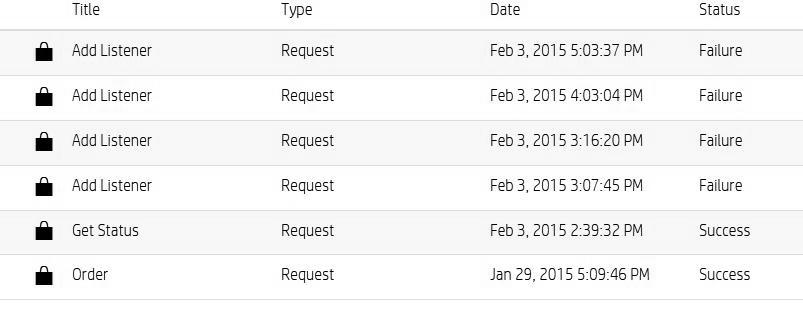 Title Type Date Status
Add Listener Request Feb 3, 2015 5:03:37 PM Failure
Add Listener Request Feb 3, 2015 4:03:04 PM Failure
Add Listener Request Feb 3, 2015 3:16:20 PM Failure
Add Listener Request Feb 3, 2015 3:07:45 PM Failure
Get Status Request Feb 3, 2015 2:39:32 PM Success
Order Request Jan 29, 2015 5:09:46 PM Success